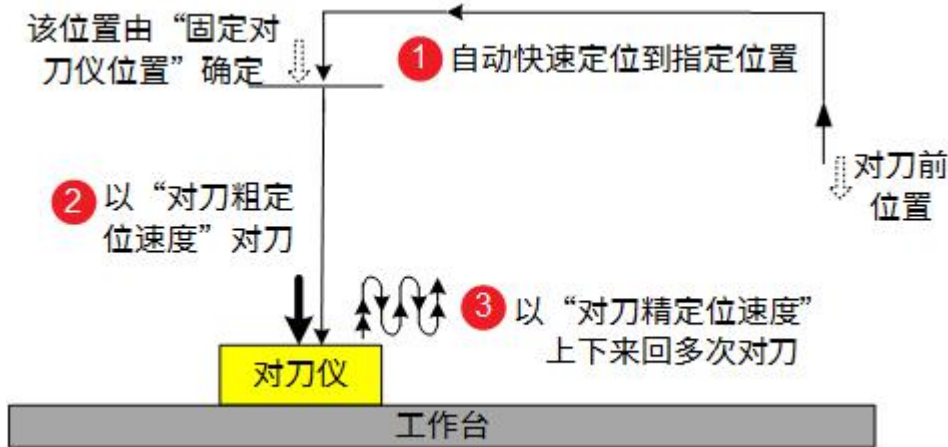 该位置由“固定对
刀仪位置”确定
1 自动快速定位到指定位置
对刀前
位置
2 以“对刀粗定
位速度”对刀
3 以“对刀精定位速度”
上下来回多次对刀
对刀仪
工作台